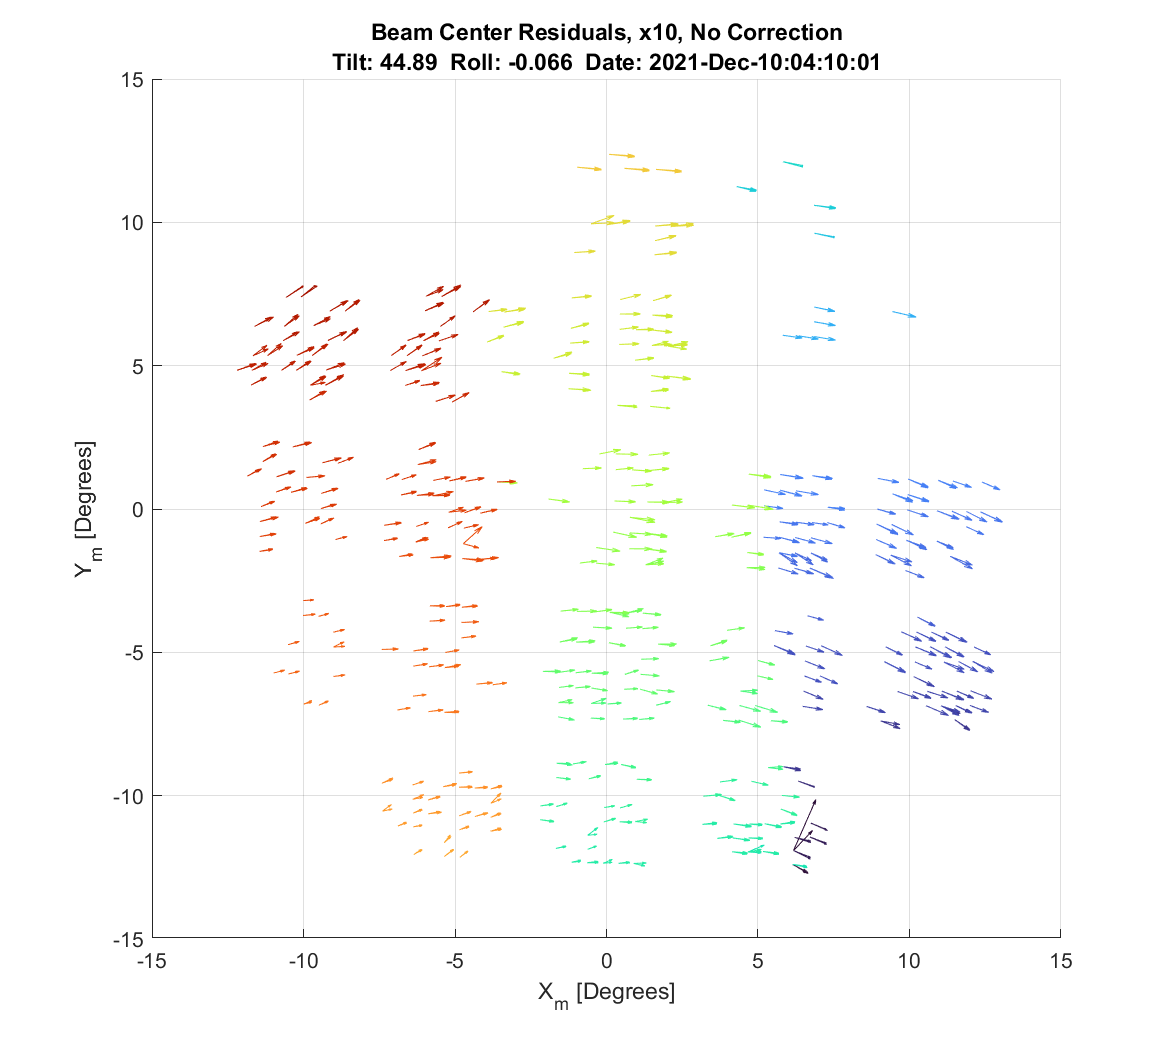 Beam Center Residuals, x10, No Correction
Tilt: 44.89 Roll: -0.066 Date: 2021-Dec-10:04:10:01
15
10
5
0
-5
-10
-15
Y_m [Degrees]
-15 -10 -5 0 5 10 15
X_m [Degrees]